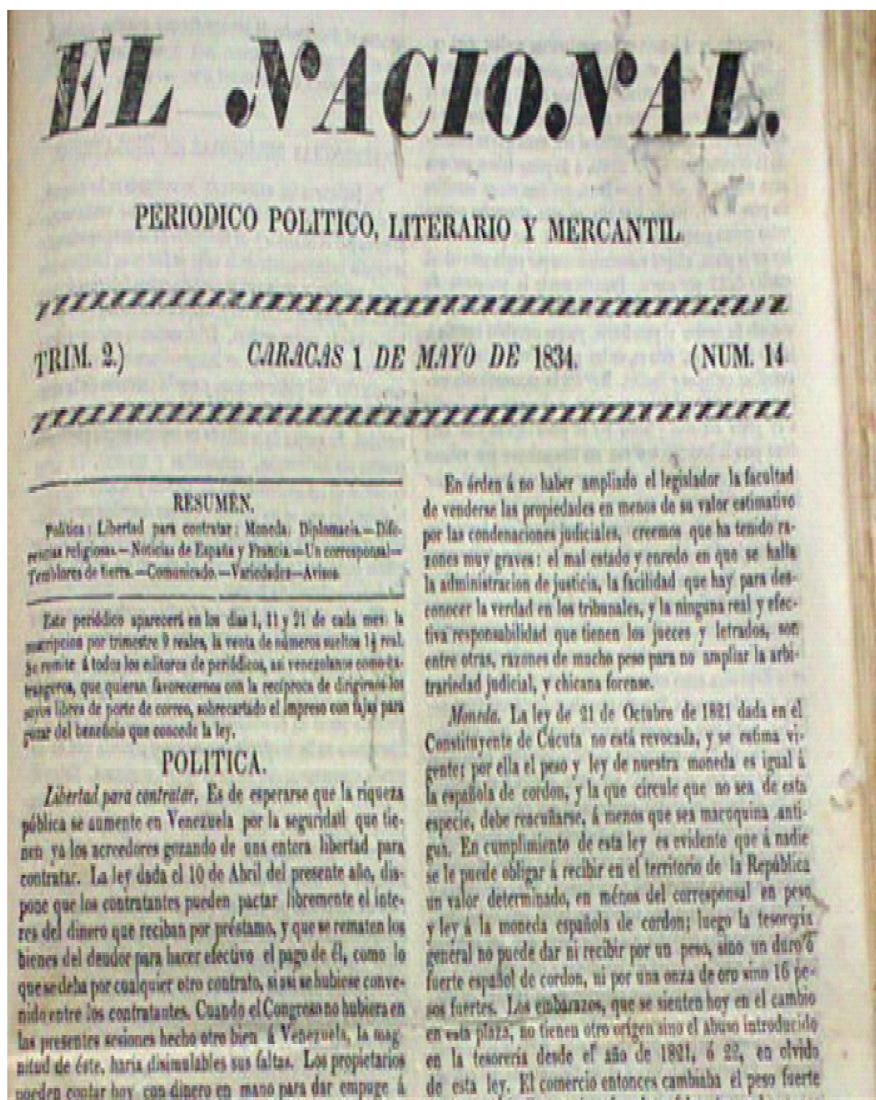 EL NACIONAL.
PERIODICO POLITICO, LITERARIO Y MERCANTIL.
TRIM. 2.) CARACAS 1 DE MAYO DE 1834. (NUM. 14
RESUMEN.
Politica: Libertad para contratar: Moneda: Diplomacia.—Dife-
rencias religiosas.—Noticias de España y Francia.—Un corresponsal—
Temblores de tierra.—Comunicado.—Variedades—Avisos.
Este periódico aparecerá en los dias 1, 11 y 21 de cada mes: la
suscripcion por trimestre 9 reales, la venta de números sueltos 1½ real.
Se remite á todos los editores de periódicos, asi venezolanos como ex-
trangeros, que quieran favorecernos con la recíproca de dirigirnos los
suyos libres de porte de correo, sobrecartado el impreso con fajas para
gozar del beneficio que concede la ley.
POLITICA.
Libertad para contratar. Es de esperarse que la riqueza
pública se aumente en Venezuela por la seguridad que tie-
nen ya los acreedores gozando de una entera libertad para
contratar. La ley dada el 10 de Abril del presente año, dis-
pone que los contratantes pueden pactar libremente el inte-
res del dinero que reciban por préstamo, y que se rematen los
bienes del deudor para hacer efectivo el pago de él, como lo
que se deba por cualquier otro contrato, si asi se hubiese conve-
nido entre los contratantes. Cuando el Congreso no hubiera en
las presentes sesiones hecho otro bien á Venezuela, la mag-
nitud de éste, haria disimulables sus faltas. Los propietarios
pueden contar hoy con dinero en mano para dar empuge á
En órden á no haber ampliado el legislador la facultad
de venderse las propiedades en menos de su valor estimativo
por las condenaciones judiciales, creemos que ha tenido ra-
zones muy graves: el mal estado y enredo en que se halla
la administracion de justicia, la facilidad que hay para des-
conocer la verdad en los tribunales, y la ninguna real y efec-
tiva responsabilidad que tienen los jueces y letrados, son
entre otras, razones de mucho peso para no ampliar la arbi-
trariedad judicial, y chicana forense.
Moneda. La ley de 21 de Octubre de 1821 dada en el
Constituyente de Cúcuta no está revocada, y se estima vi-
gente; por ella el peso y ley de nuestra moneda es igual á
la española de cordon, y la que circule que no sea de esta
especie, debe reacuñarse, á menos que sea macuquina anti-
gua. En cumplimiento de esta ley es evidente que á nadie
se le puede obligar á recibir en el territorio de la República
un valor determinado, en ménos del corresponsal en peso
y ley á la moneda española de cordon; luego la tesorería
general no puede dar ni recibir por un peso, sino un duro ó
fuerte español de cordon, ni por una onza de oro sino 16 pe-
sos fuertes. Los embarazos, que se sienten hoy en el cambio
en esta plaza, no tienen otro origen sino el abuso introducido
en la tesoreria desde el año de 1821, ó 22, en olvido
de esta ley. El comercio entonces cambiaba el peso fuerte